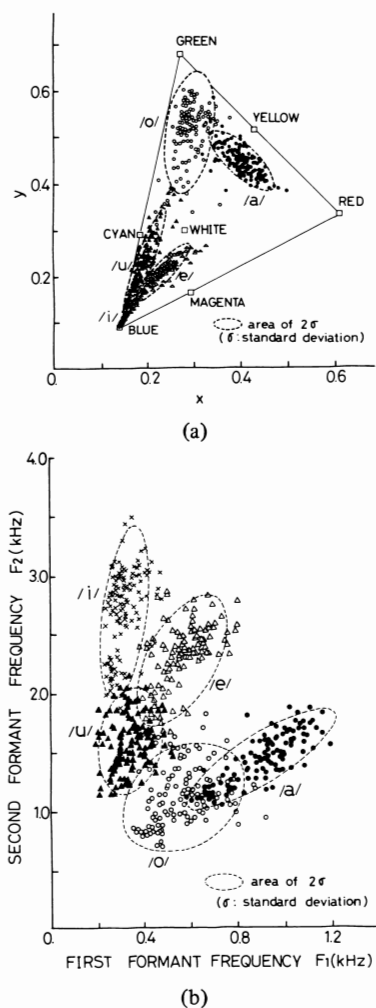 GREEN
0.6
/o/
YELLOW
y
0.4
/a/
RED
CYAN
WHITE
/u/
0.2
/e/
MAGENTA
/i/
BLUE
area of 2σ
(σ: standard deviation)
0.
0.2
0.4
0.6
x
(a)
4.0
SECOND FORMANT FREQUENCY F2 (kHz)
3.0
/i/
/e/
2.0
/u/
/a/
1.0
/o/
area of 2σ
(σ: standard deviation)
0
0.
0.4
0.8
1.2
FIRST FORMANT FREQUENCY F1(kHz)
(b)